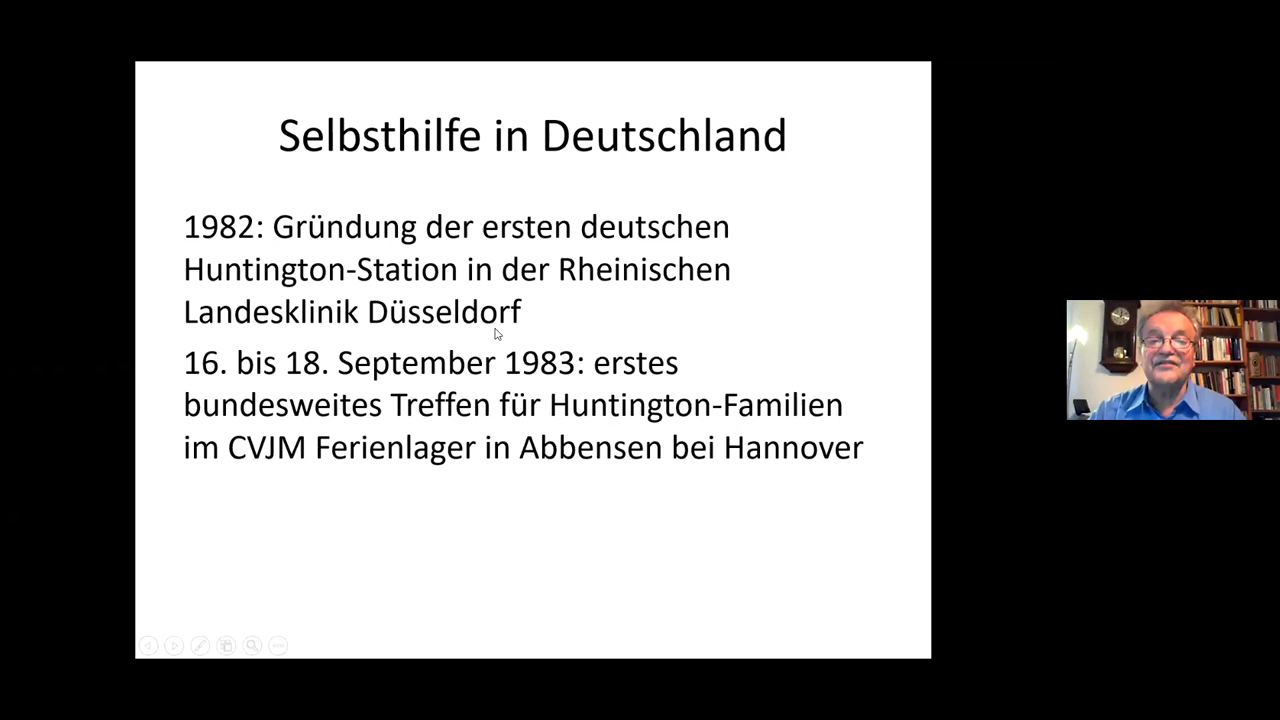 Selbsthilfe in Deutschland
1982: Gründung der ersten deutschen
Huntington-Station in der Rheinischen
Landesklinik Düsseldorf
16. bis 18. September 1983: erstes
bundesweites Treffen für Huntington-Familien
im CVJM Ferienlager in Abbensen bei Hannover